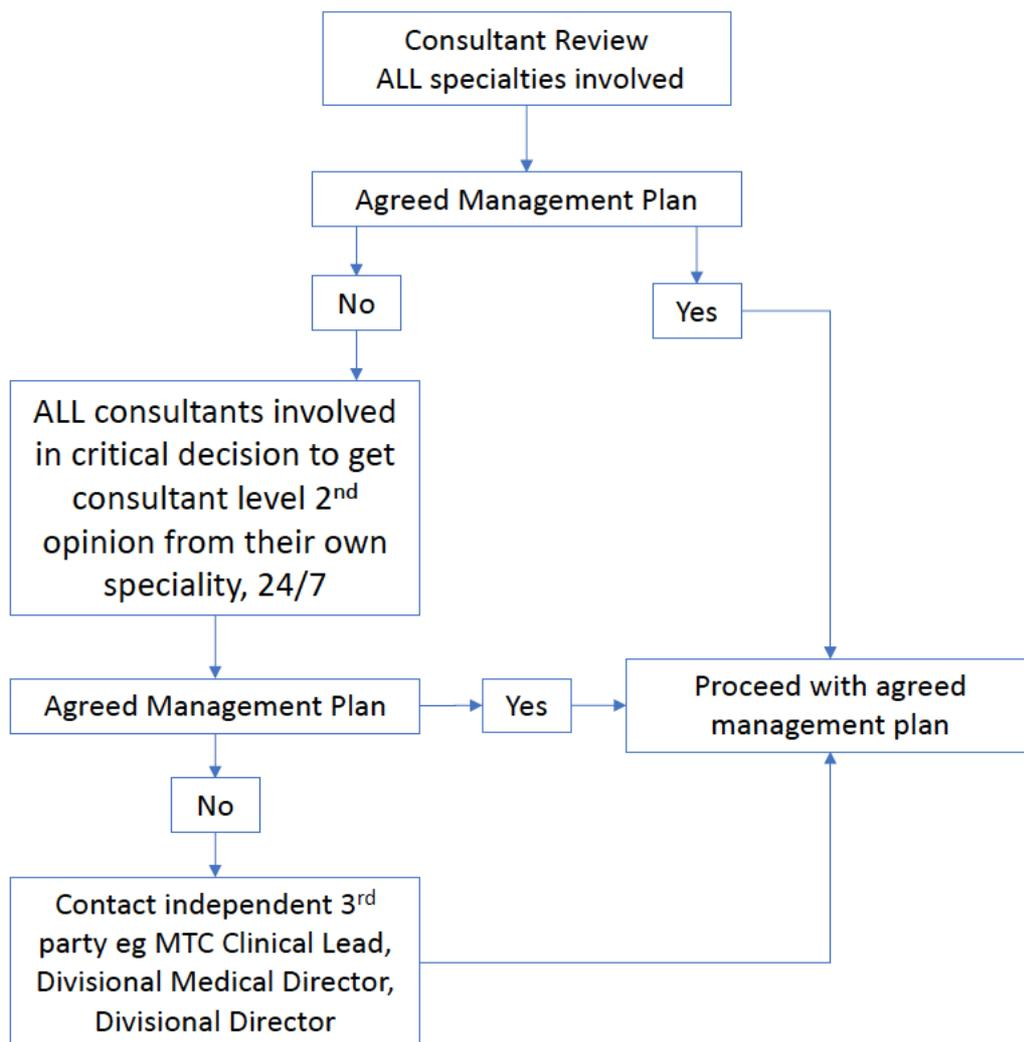 Consultant Review
ALL specialties involved
Agreed Management Plan
No
Yes
ALL consultants involved
in critical decision to get
consultant level 2nd
opinion from their own
speciality, 24/7
Agreed Management Plan
Yes
Proceed with agreed
management plan
No
Contact independent 3rd
party eg MTC Clinical Lead,
Divisional Medical Director,
Divisional Director